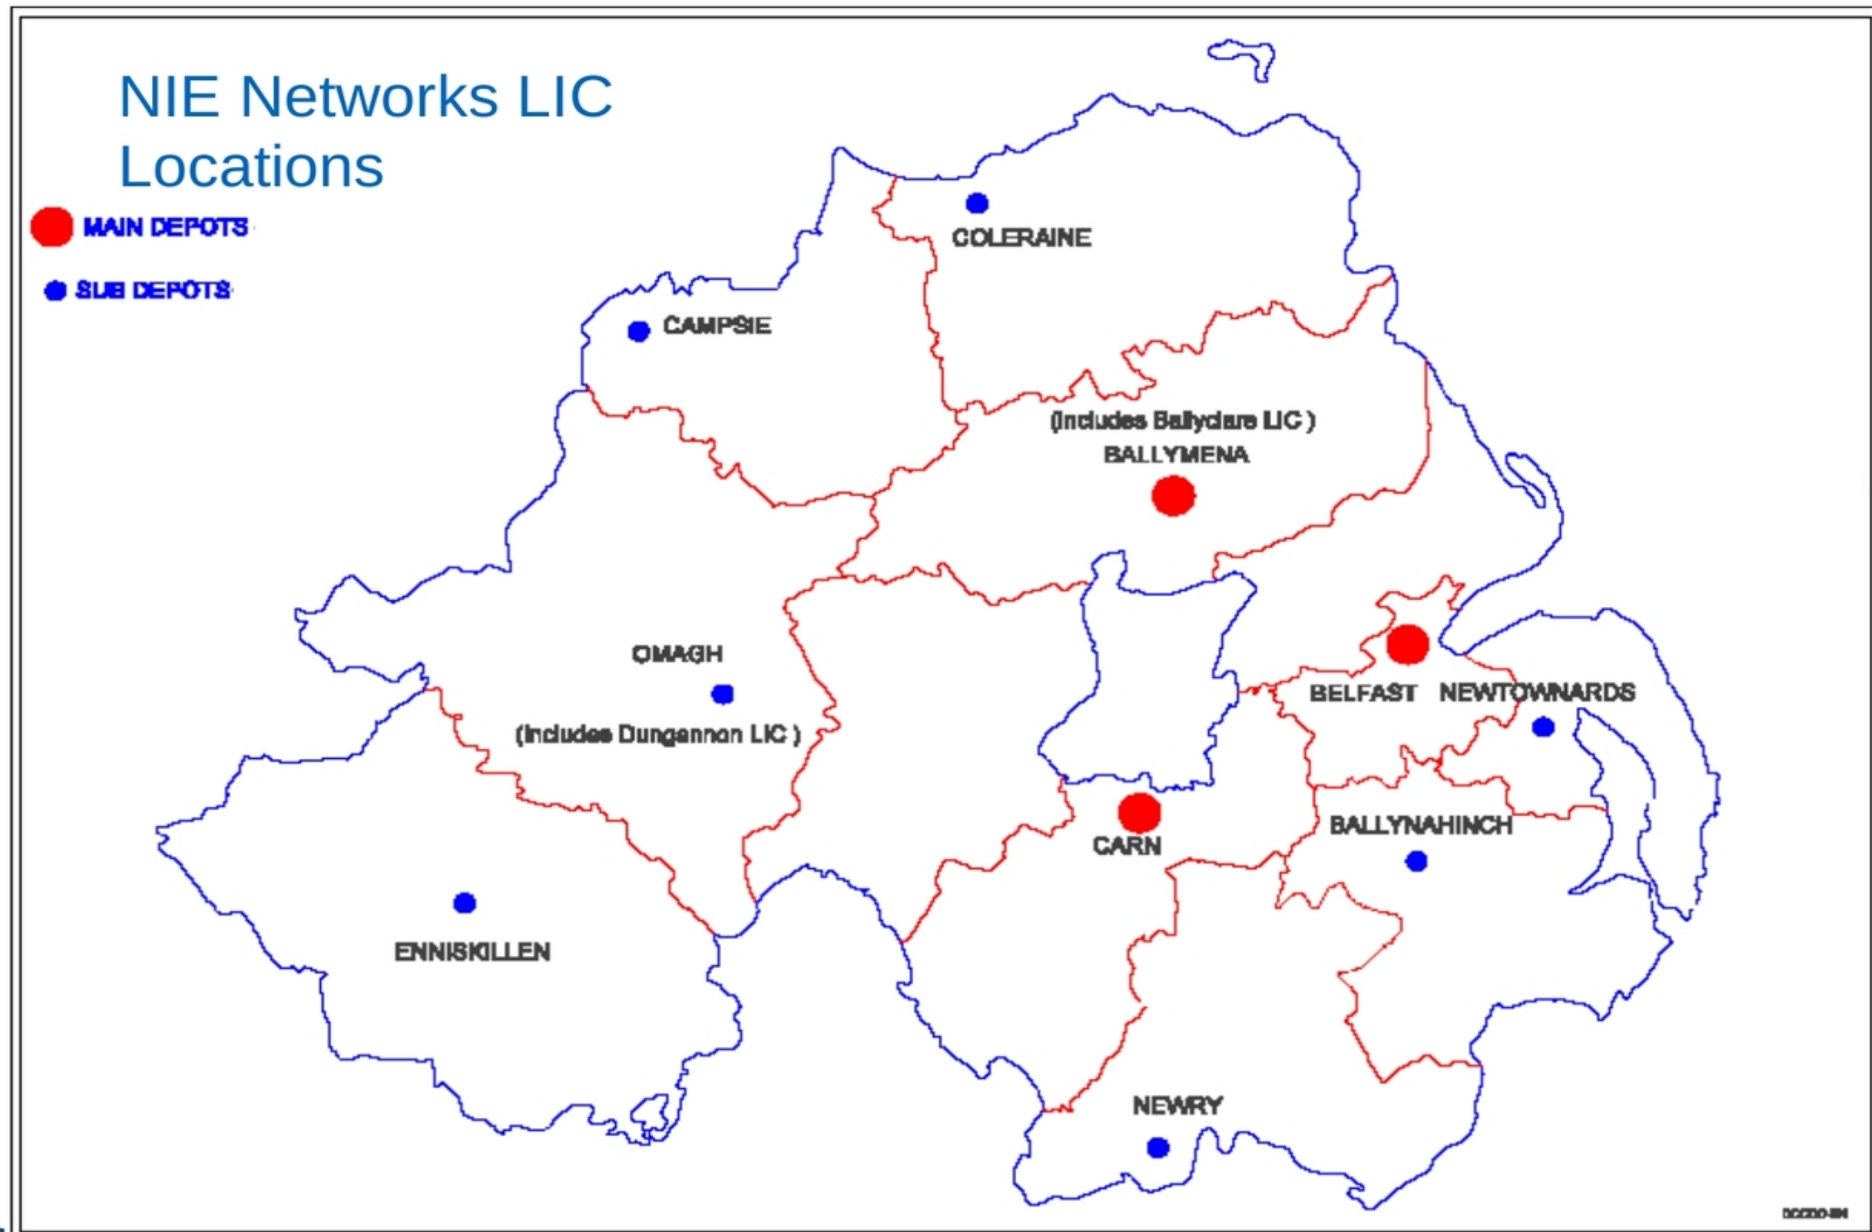 NIE Networks LIC
Locations
MAIN DEPOTS
SUB DEPOTS
COLERAINE
CAMPSIE
(Includes Ballyclare LIC )
BALLYMENA
OMAGH
(Includes Dungannon LIC )
BELFAST
NEWTOWNARDS
BALLYNAHINCH
CARN
ENNISKILLEN
NEWRY